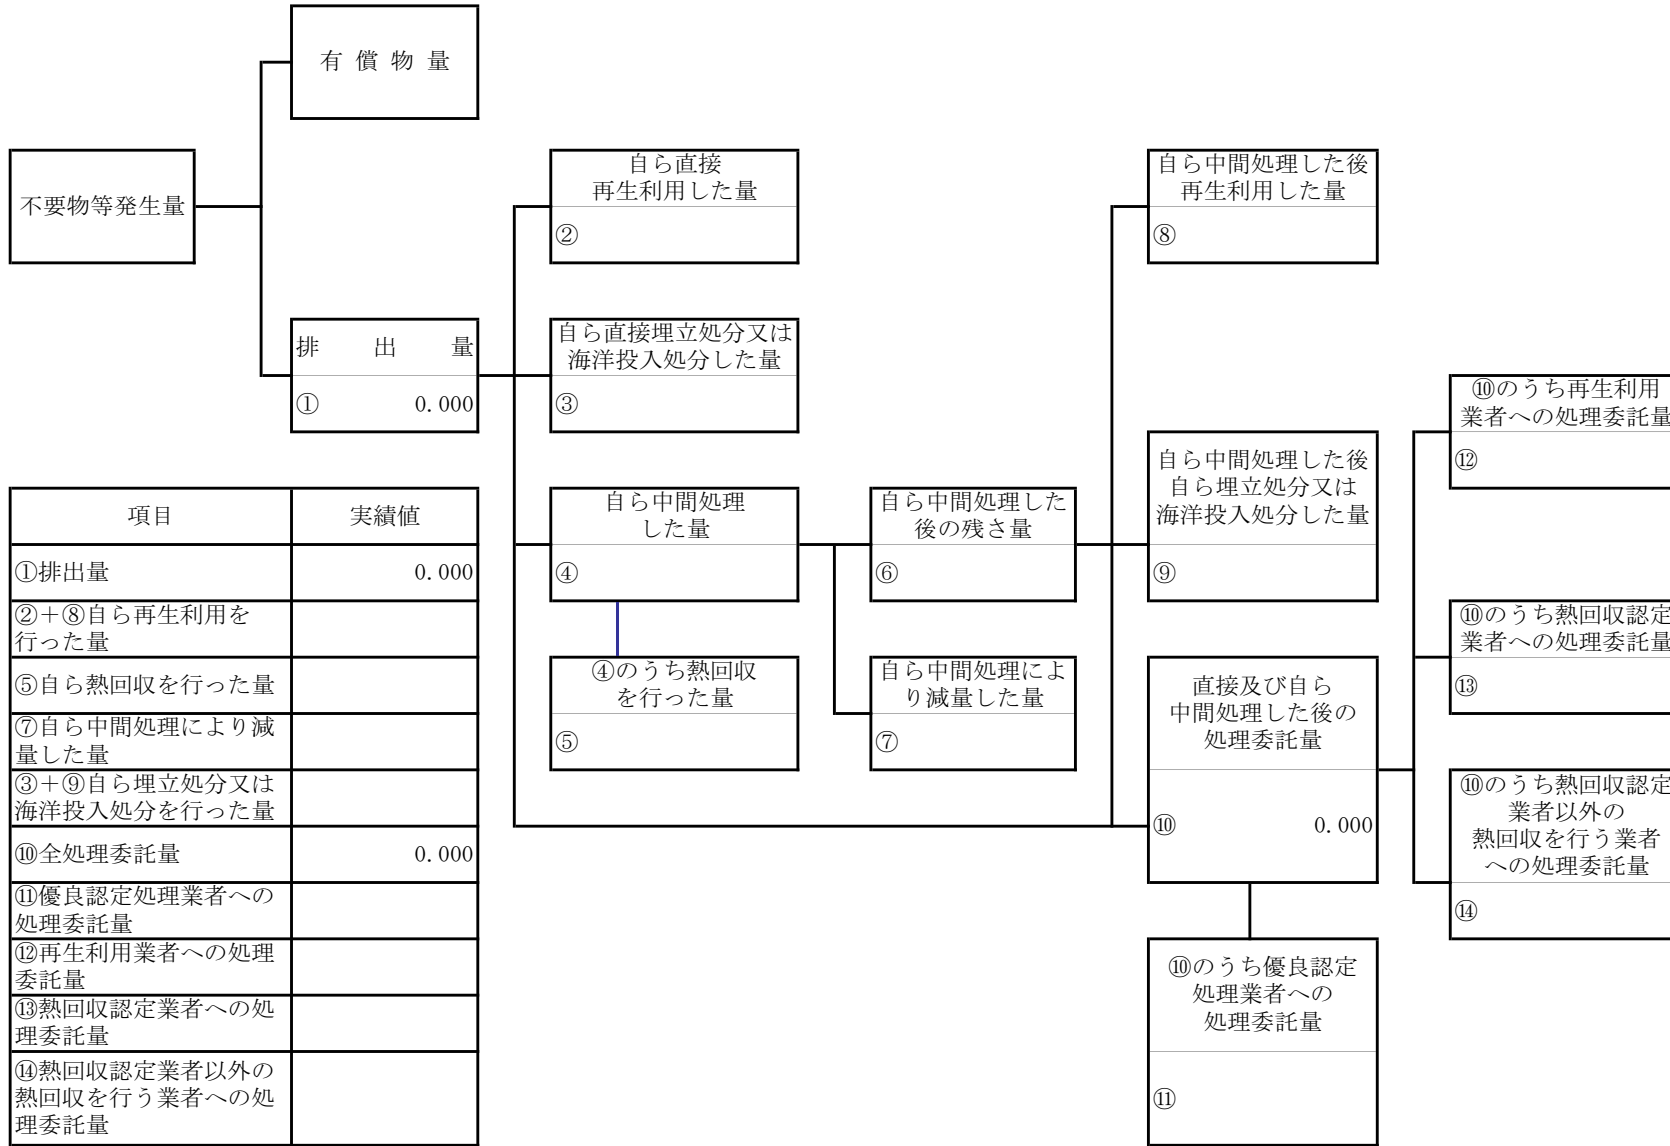 有償物量
不要物等発生量
排出量
① 0.000
自ら直接
再生利用した量
②
自ら直接埋立処分又は
海洋投入処分した量
③
自ら中間処理
した量
④
④のうち熱回収
を行った量
⑤
自ら中間処理した
後の残さ量
⑥
自ら中間処理によ
り減量した量
⑦
自ら中間処理した後
再生利用した量
⑧
自ら中間処理した後
自ら埋立処分又は
海洋投入処分した量
⑨
直接及び自ら
中間処理した後の
処理委託量
⑩ 0.000
⑩のうち優良認定
処理業者への
処理委託量
⑪
⑩のうち再生利用
業者への処理委託量
⑫
⑩のうち熱回収認定
業者への処理委託量
⑬
⑩のうち熱回収認定
業者以外の
熱回収を行う業者
への処理委託量
⑭
項目 実績値
①排出量 0.000
②＋⑧自ら再生利用を
行った量
⑤自ら熱回収を行った量
⑦自ら中間処理により減
量した量
③＋⑨自ら埋立処分又は
海洋投入処分を行った量
⑩全処理委託量 0.000
⑪優良認定処理業者への
処理委託量
⑫再生利用業者への処理
委託量
⑬熱回収認定業者への処
理委託量
⑭熱回収認定業者以外の
熱回収を行う業者への処
理委託量